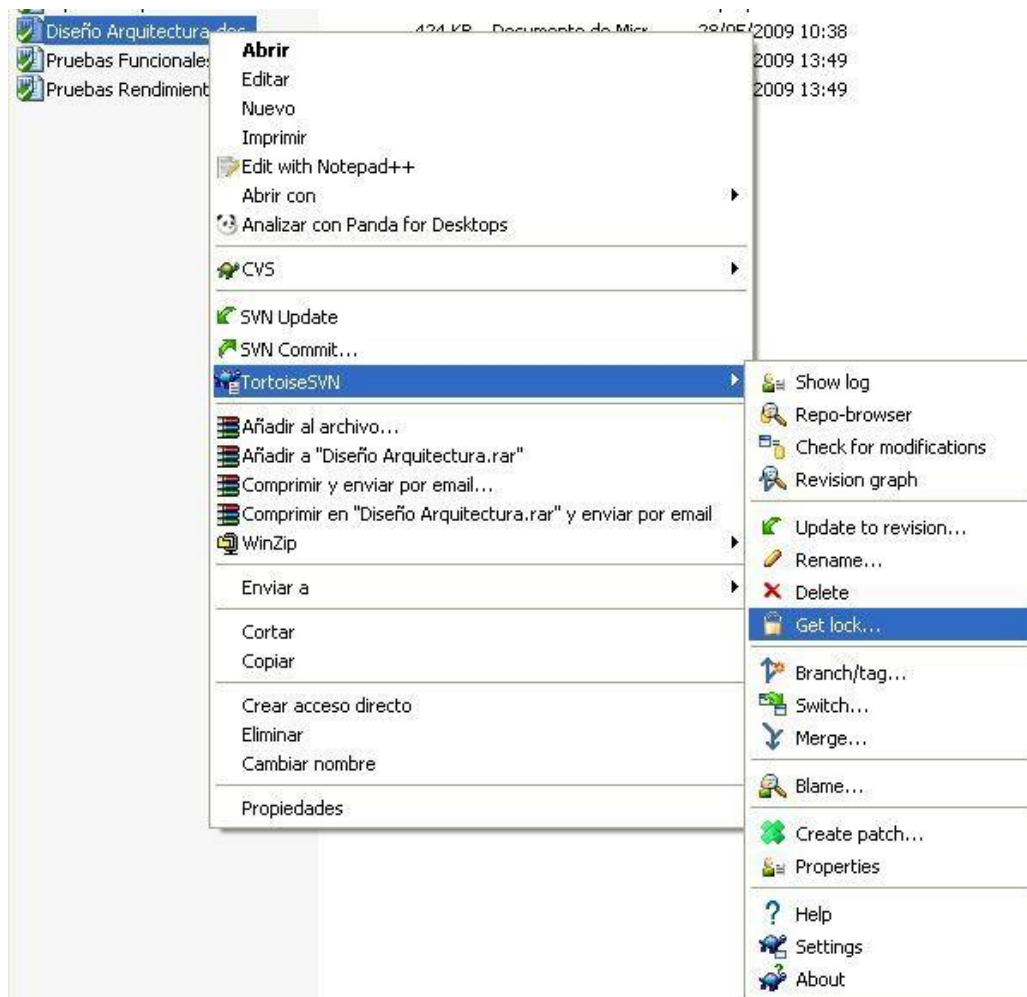 Diseño Arquitectura.doc 424 KB Documento de Micr... 28/05/2009 10:38
Pruebas Funcionales 2009 13:49
Pruebas Rendimient 2009 13:49
Abrir
Editar
Nuevo
Imprimir
Edit with Notepad++
Abrir con
Analizar con Panda for Desktops
CVS
SVN Update
SVN Commit...
TortoiseSVN
Añadir al archivo...
Añadir a "Diseño Arquitectura.rar"
Comprimir y enviar por email...
Comprimir en "Diseño Arquitectura.rar" y enviar por email
WinZip
Enviar a
Cortar
Copiar
Crear acceso directo
Eliminar
Cambiar nombre
Propiedades
Show log
Repo-browser
Check for modifications
Revision graph
Update to revision...
Rename...
Delete
Get lock...
Branch/tag...
Switch...
Merge...
Blame...
Create patch...
Properties
Help
Settings
About